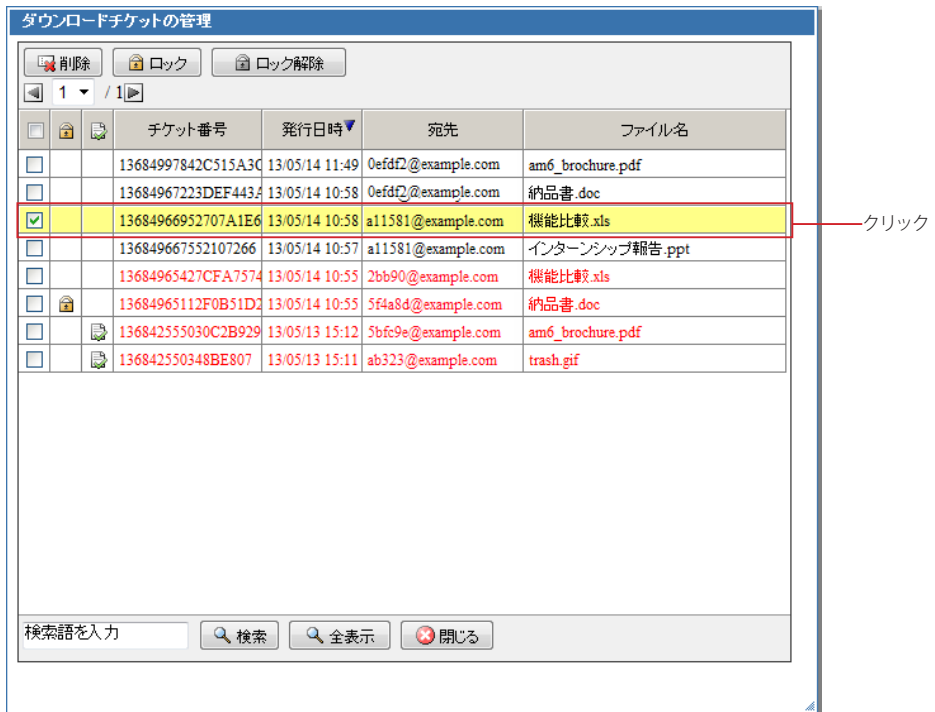 ダウンロードチケットの管理
削除 ロック ロック解除
1 / 1
チケット番号 発行日時 宛先 ファイル名
13684997842C515A3C 13/05/14 11:49 0efdf2@example.com am6_brochure.pdf
13684967223DEF443A 13/05/14 10:58 0efdf2@example.com 納品書.doc
13684966952707A1E6 13/05/14 10:58 a11581@example.com 機能比較.xls クリック
136849667552107266 13/05/14 10:57 a11581@example.com インターンシップ報告.ppt
13684965427CFA7574 13/05/14 10:55 2bb90@example.com 機能比較.xls
13684965112F0B51D2 13/05/14 10:55 5f4a8d@example.com 納品書.doc
136842555030C2B929 13/05/13 15:12 5bfc9e@example.com am6_brochure.pdf
136842550348BE807 13/05/13 15:11 ab323@example.com trash.gif
検索語を入力 検索 全表示 閉じる